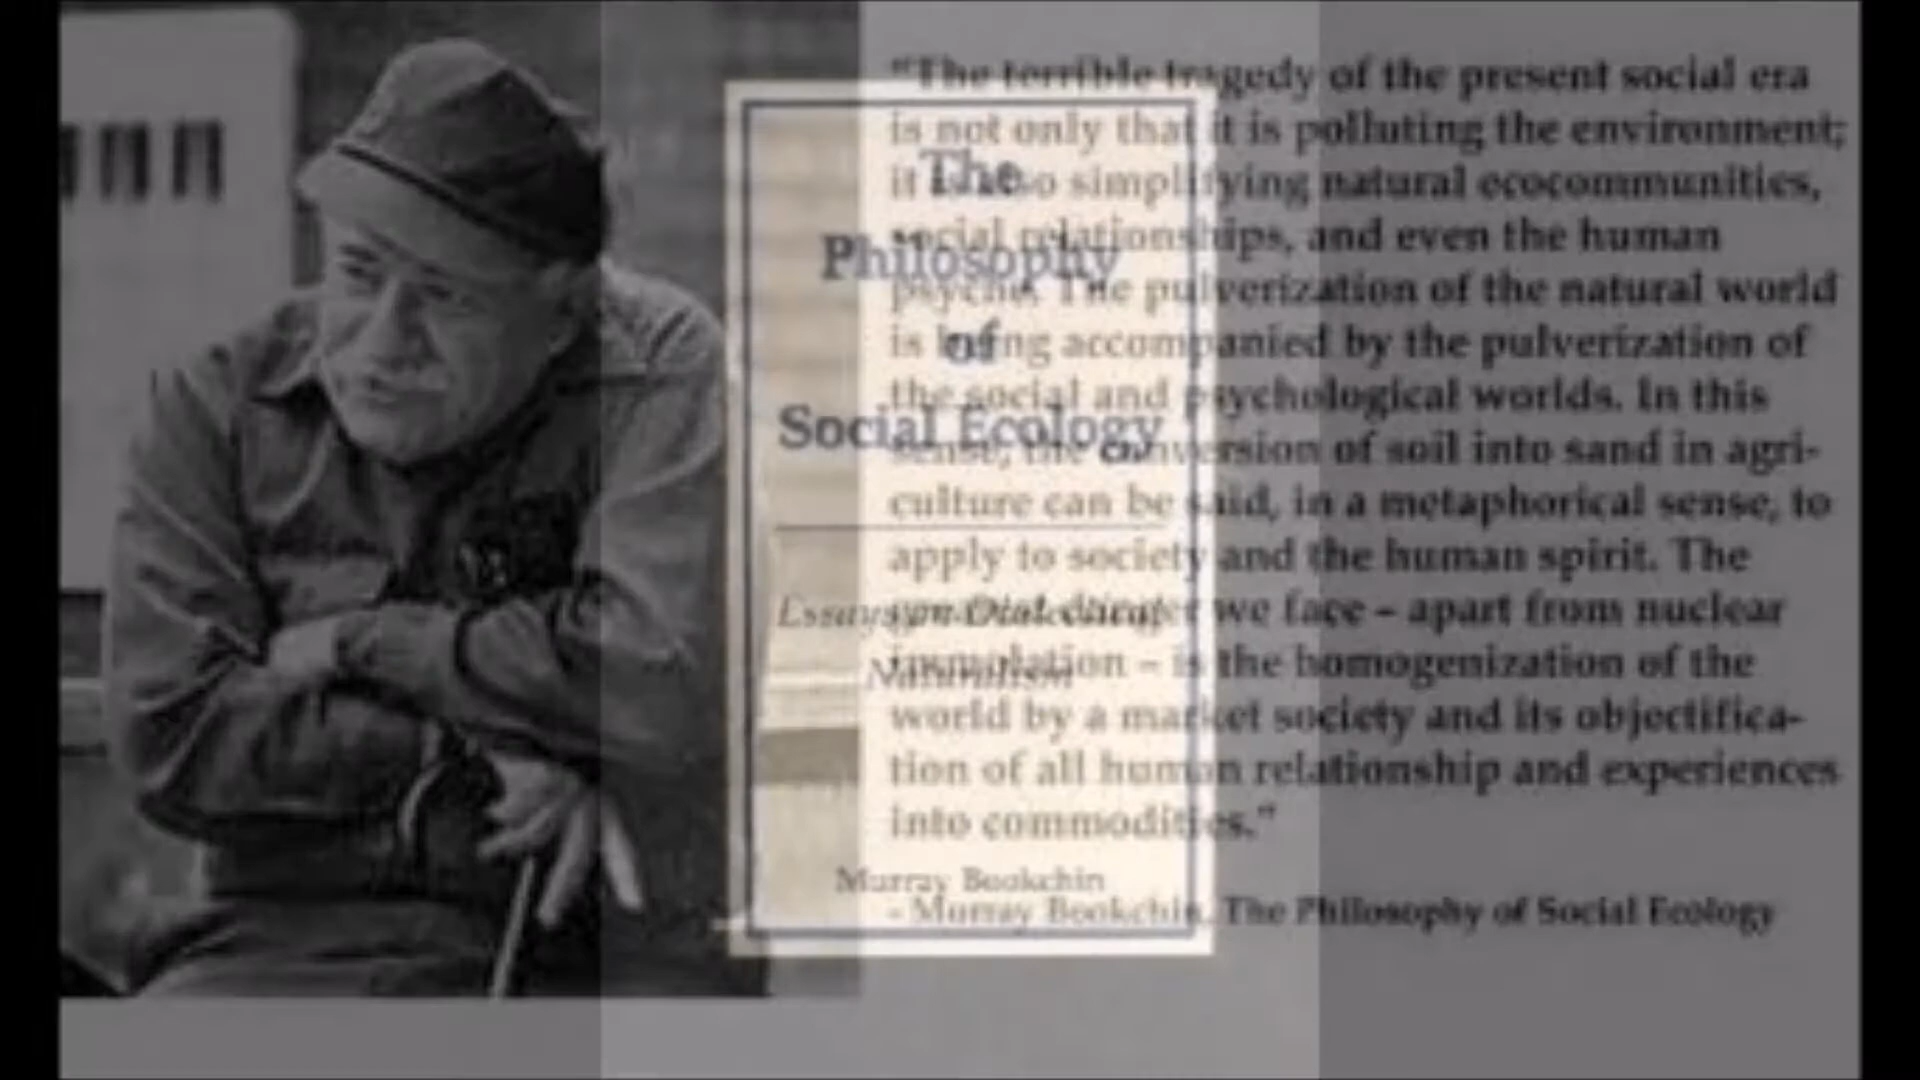 "The terrible tragedy of the present social era
is not only that it is polluting the environment;
it is also simplifying natural ecocommunities,
social relationships, and even the human
psyche. The pulverization of the natural world
is being accompanied by the pulverization of
the social and psychological worlds. In this
sense, the conversion of soil into sand in agri-
culture can be said, in a metaphorical sense, to
apply to society and the human spirit. The
we face – apart from nuclear
immolation – is the homogenization of the
world by a market society and its objectifica-
tion of all human relationship and experiences
into commodities."
- Murray Bookchin, The Philosophy of Social Ecology
The
Philosophy
of
Social Ecology
Essays on Dialectical
Naturalism
Murray Bookchin